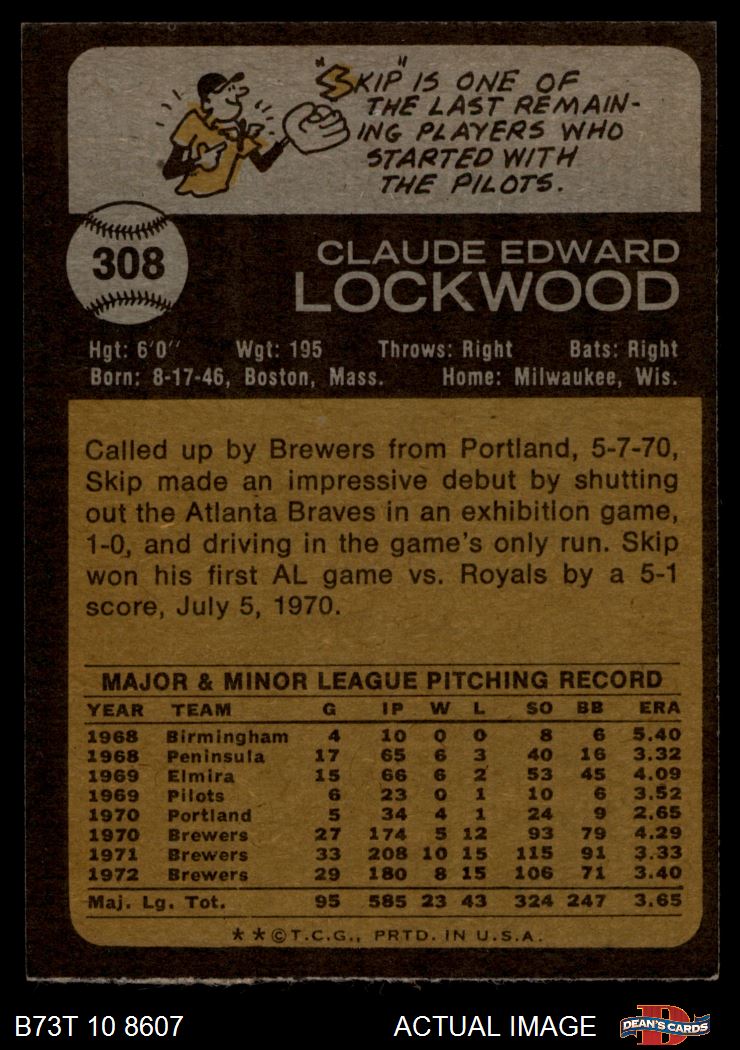 "SKIP" IS ONE OF
THE LAST REMAIN-
ING PLAYERS WHO
STARTED WITH
THE PILOTS.
308
CLAUDE EDWARD
LOCKWOOD
Hgt: 6'0" Wgt: 195 Throws: Right Bats: Right
Born: 8-17-46, Boston, Mass. Home: Milwaukee, Wis.
Called up by Brewers from Portland, 5-7-70,
Skip made an impressive debut by shutting
out the Atlanta Braves in an exhibition game,
1-0, and driving in the game's only run. Skip
won his first AL game vs. Royals by a 5-1
score, July 5, 1970.
MAJOR & MINOR LEAGUE PITCHING RECORD
YEAR TEAM G IP W L SO BB ERA
1968 Birmingham 4 10 0 0 8 6 5.40
1968 Peninsula 17 65 6 3 40 16 3.32
1969 Elmira 15 66 6 2 53 45 4.09
1969 Pilots 6 23 0 1 10 6 3.52
1970 Portland 5 34 4 1 24 9 2.65
1970 Brewers 27 174 5 12 93 79 4.29
1971 Brewers 33 208 10 15 115 91 3.33
1972 Brewers 29 180 8 15 106 71 3.40
Maj. Lg. Tot. 95 585 23 43 324 247 3.65
* * © T.C.G., PRTD. IN U.S.A.
B73T 10 8607 ACTUAL IMAGE D DEAN'S CARDS